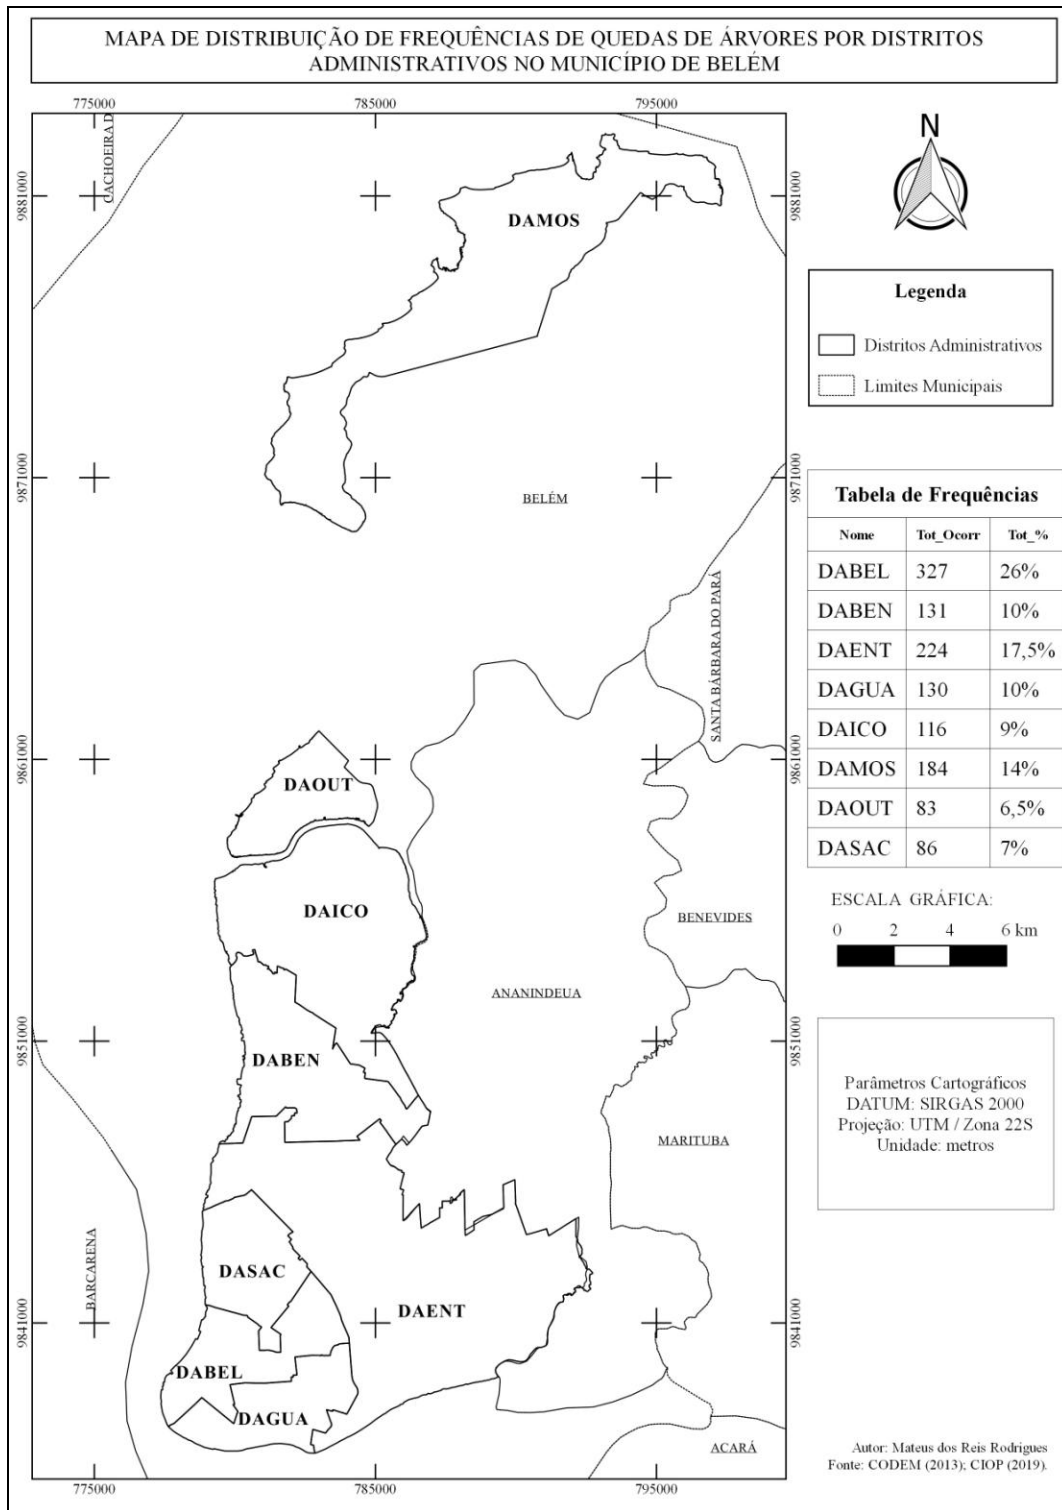 MAPA DE DISTRIBUIÇÃO DE FREQUÊNCIAS DE QUEDAS DE ÁRVORES POR DISTRITOS
ADMINISTRATIVOS NO MUNICÍPIO DE BELÉM
775000 785000 795000
CACHOEIRA D
9881000 9881000
DAMOS
N
Legenda
Distritos Administrativos
Limites Municipais
9871000 9871000
BELÉM
SANTA BÁRBARA DO PARÁ
Tabela de Frequências
Nome Tot_Ocorr Tot_%
DABEL 327 26%
DABEN 131 10%
DAENT 224 17,5%
DAGUA 130 10%
DAICO 116 9%
DAMOS 184 14%
DAOUT 83 6,5%
DASAC 86 7%
9861000 9861000
DAOUT
DAICO
BENEVIDES
ESCALA GRÁFICA:
0 2 4 6 km
ANANINDEUA
9851000 9851000
DABEN
MARITUBA
Parâmetros Cartográficos
DATUM: SIRGAS 2000
Projeção: UTM / Zona 22S
Unidade: metros
BARCARENA
DASAC
DAENT
9841000 9841000
DABEL
DAGUA
ACARÁ
Autor: Mateus dos Reis Rodrigues
Fonte: CODEM (2013); CIOP (2019).
775000 785000 795000